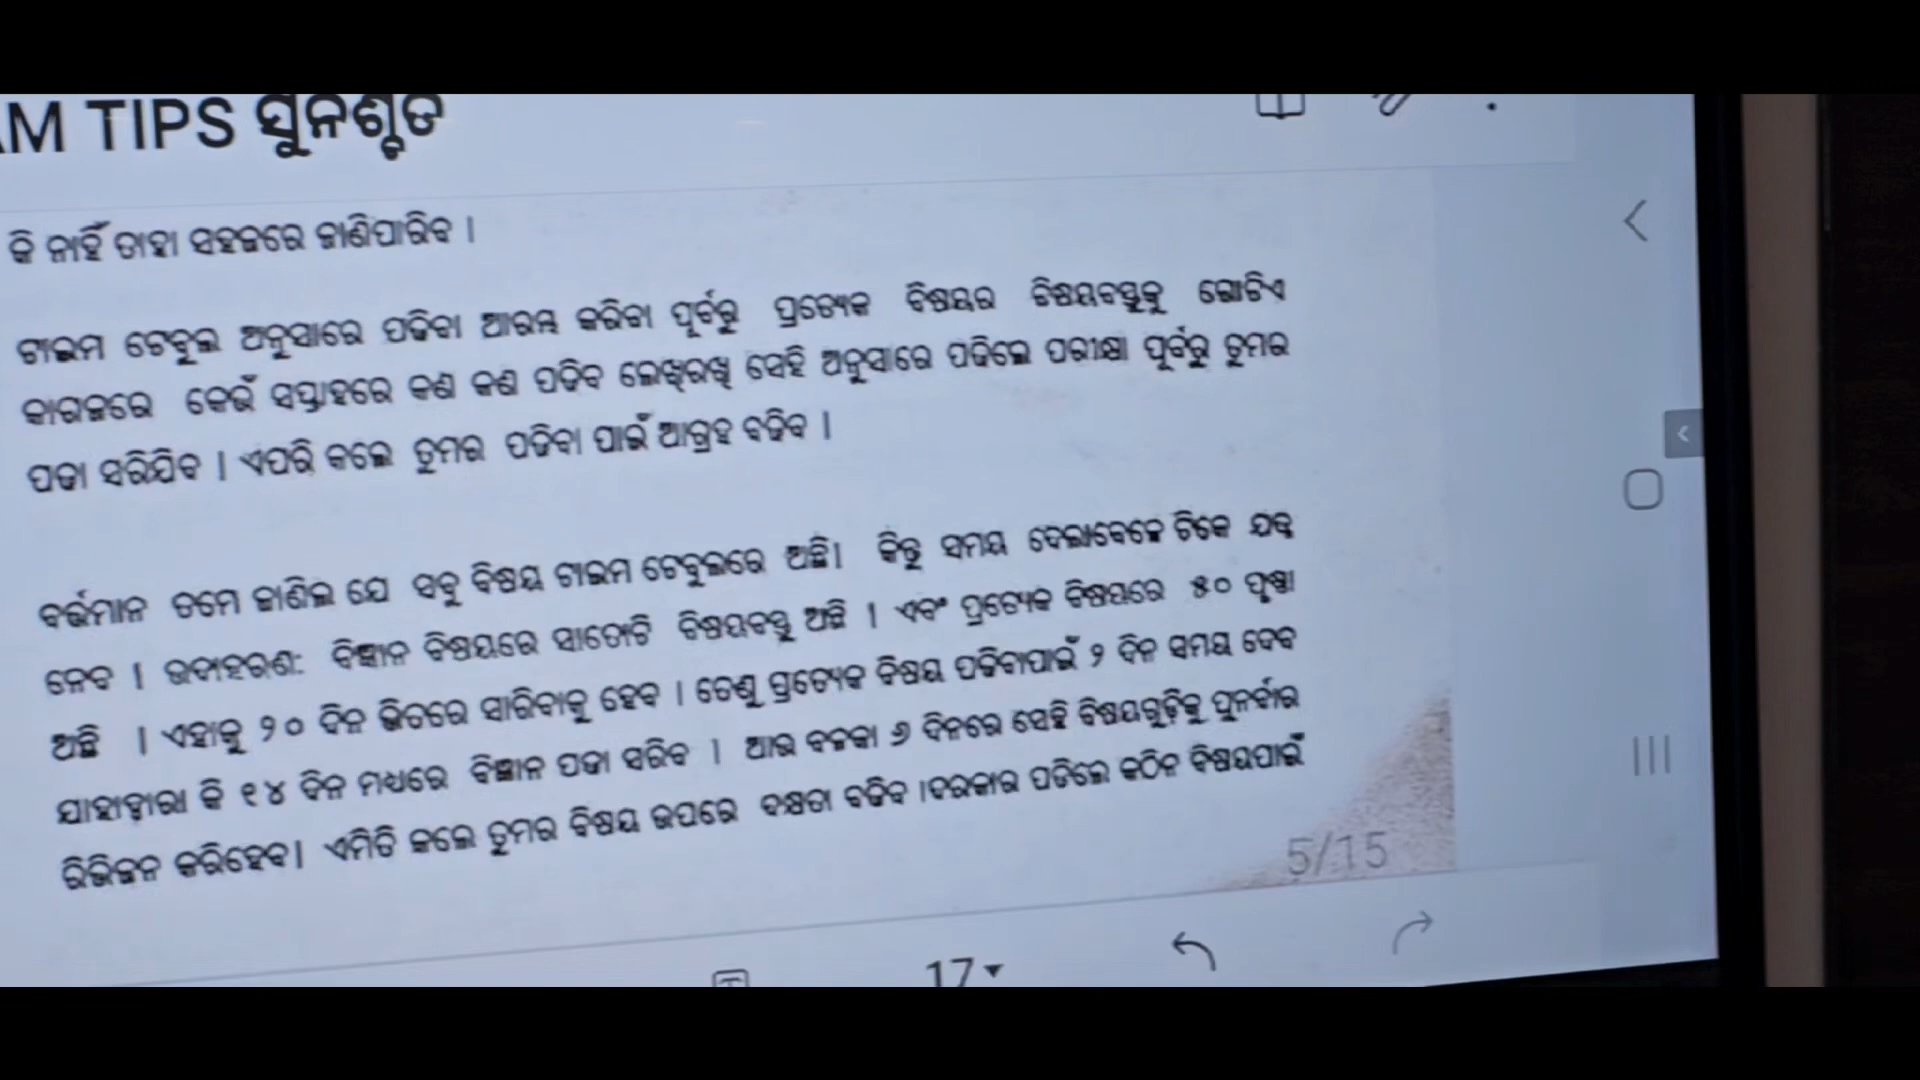 AM TIPS ସୁନିଶ୍ଚିତ
କି ନାହିଁ ତାହା ସହଜରେ ଜାଣିପାରିବ ।
ଟାଇମ ଟେବୁଲ ଅନୁସାରେ ପଢିବା ଆରମ୍ଭ କରିବା ପୂର୍ବରୁ ପ୍ରତ୍ୟେକ ବିଷୟର ବିଷୟବସ୍ତୁକୁ ଗୋଟିଏ
କାଗଜରେ କେଉଁ ସପ୍ତାହରେ କଣ କଣ ପଢ଼ିବ ଲେଖିରଖି ସେହି ଅନୁସାରେ ପଢିଲେ ପରୀକ୍ଷା ପୂର୍ବରୁ ତୁମର
ପଢା ସରିଯିବ । ଏପରି କଲେ ତୁମର ପଢିବା ପାଇଁ ଆଗ୍ରହ ବଢିବ ।
ବର୍ତ୍ତମାନ ତମେ ଜାଣିଲ ଯେ ସବୁ ବିଷୟ ଟାଇମ ଟେବୁଲରେ ଅଛି। କିନ୍ତୁ ସମୟ ଦେଲାବେଳେ ଟିକେ ଯତ୍ନ
ନେବ । ଉଦାହରଣ: ବିଜ୍ଞାନ ବିଷୟରେ ସାତୋଟି ବିଷୟବସ୍ତୁ ଅଛି । ଏବଂ ପ୍ରତ୍ୟେକ ବିଷୟରେ ୫୦ ପୃଷ୍ଠା
ଅଛି । ଏହାକୁ ୨୦ ଦିନ ଭିତରେ ସାରିବାକୁ ହେବ । ତେଣୁ ପ୍ରତ୍ୟେକ ବିଷୟ ପଢିବାପାଇଁ ୨ ଦିନ ସମୟ ଦେବ
ଯାହାଦ୍ୱାରା କି ୧୪ ଦିନ ମଧ୍ୟରେ ବିଜ୍ଞାନ ପଢା ସରିବ । ଆଉ ବଳକା ୬ ଦିନରେ ସେହି ବିଷୟଗୁଡ଼ିକୁ ପୁନର୍ବାର
ରିଭିଜନ କରିହେବ। ଏମିତି କଲେ ତୁମର ବିଷୟ ଉପରେ ଦକ୍ଷତା ବଢିବ ।ଦରକାର ପଡିଲେ କଠିନ ବିଷୟପାଇଁ
5/15
17